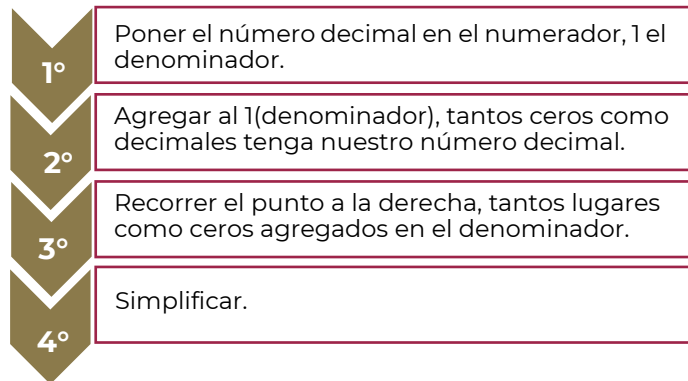 1°
Poner el número decimal en el numerador, 1 el
denominador.
2°
Agregar al 1(denominador), tantos ceros como
decimales tenga nuestro número decimal.
3°
Recorrer el punto a la derecha, tantos lugares
como ceros agregados en el denominador.
4°
Simplificar.